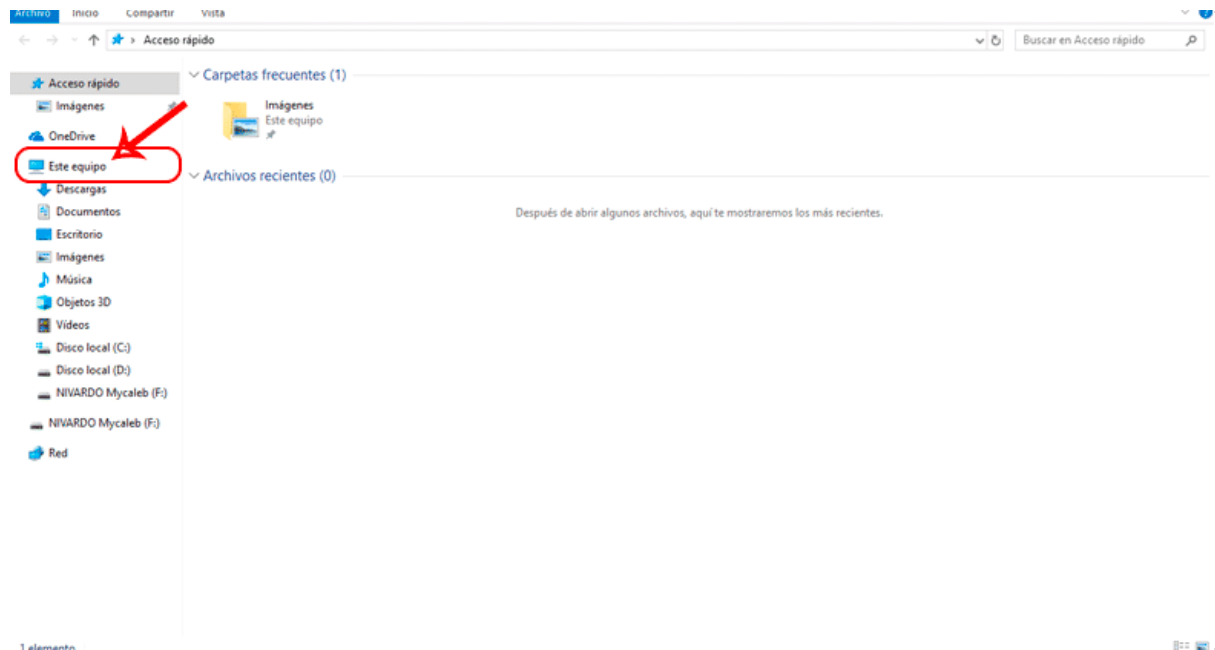 Archivo Inicio Compartir Vista
Acceso rápido
Buscar en Acceso rápido
Acceso rápido
Imágenes
OneDrive
Este equipo
Descargas
Documentos
Escritorio
Imágenes
Música
Objetos 3D
Vídeos
Disco local (C:)
Disco local (D:)
NIVARDO Mycaleb (F:)
NIVARDO Mycaleb (F:)
Red
Carpetas frecuentes (1)
Imágenes
Este equipo
Archivos recientes (0)
Después de abrir algunos archivos, aquí te mostraremos los más recientes.
1 elemento